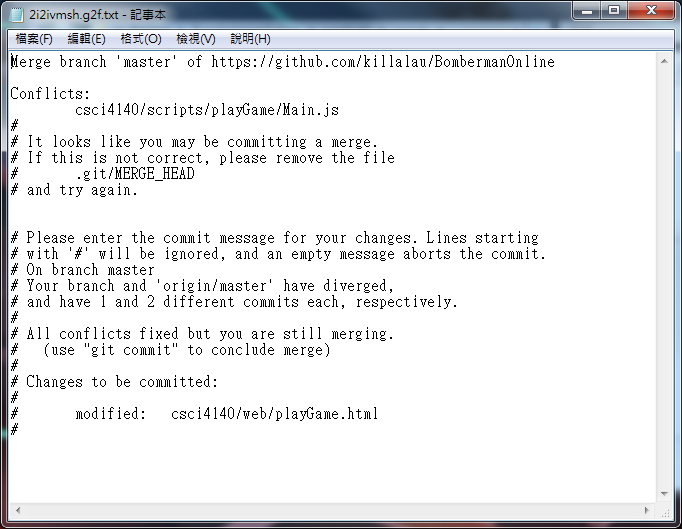 2i2ivmsh.g2f.txt - 記事本
檔案(F) 編輯(E) 格式(O) 檢視(V) 說明(H)
Merge branch 'master' of https://github.com/killalau/BombermanOnline
Conflicts:
csci4140/scripts/playGame/Main.js
#
# It looks like you may be committing a merge.
# If this is not correct, please remove the file
#       .git/MERGE_HEAD
# and try again.
# Please enter the commit message for your changes. Lines starting
# with '#' will be ignored, and an empty message aborts the commit.
# On branch master
# Your branch and 'origin/master' have diverged,
# and have 1 and 2 different commits each, respectively.
#
# All conflicts fixed but you are still merging.
#   (use "git commit" to conclude merge)
#
# Changes to be committed:
#
#       modified:   csci4140/web/playGame.html
#